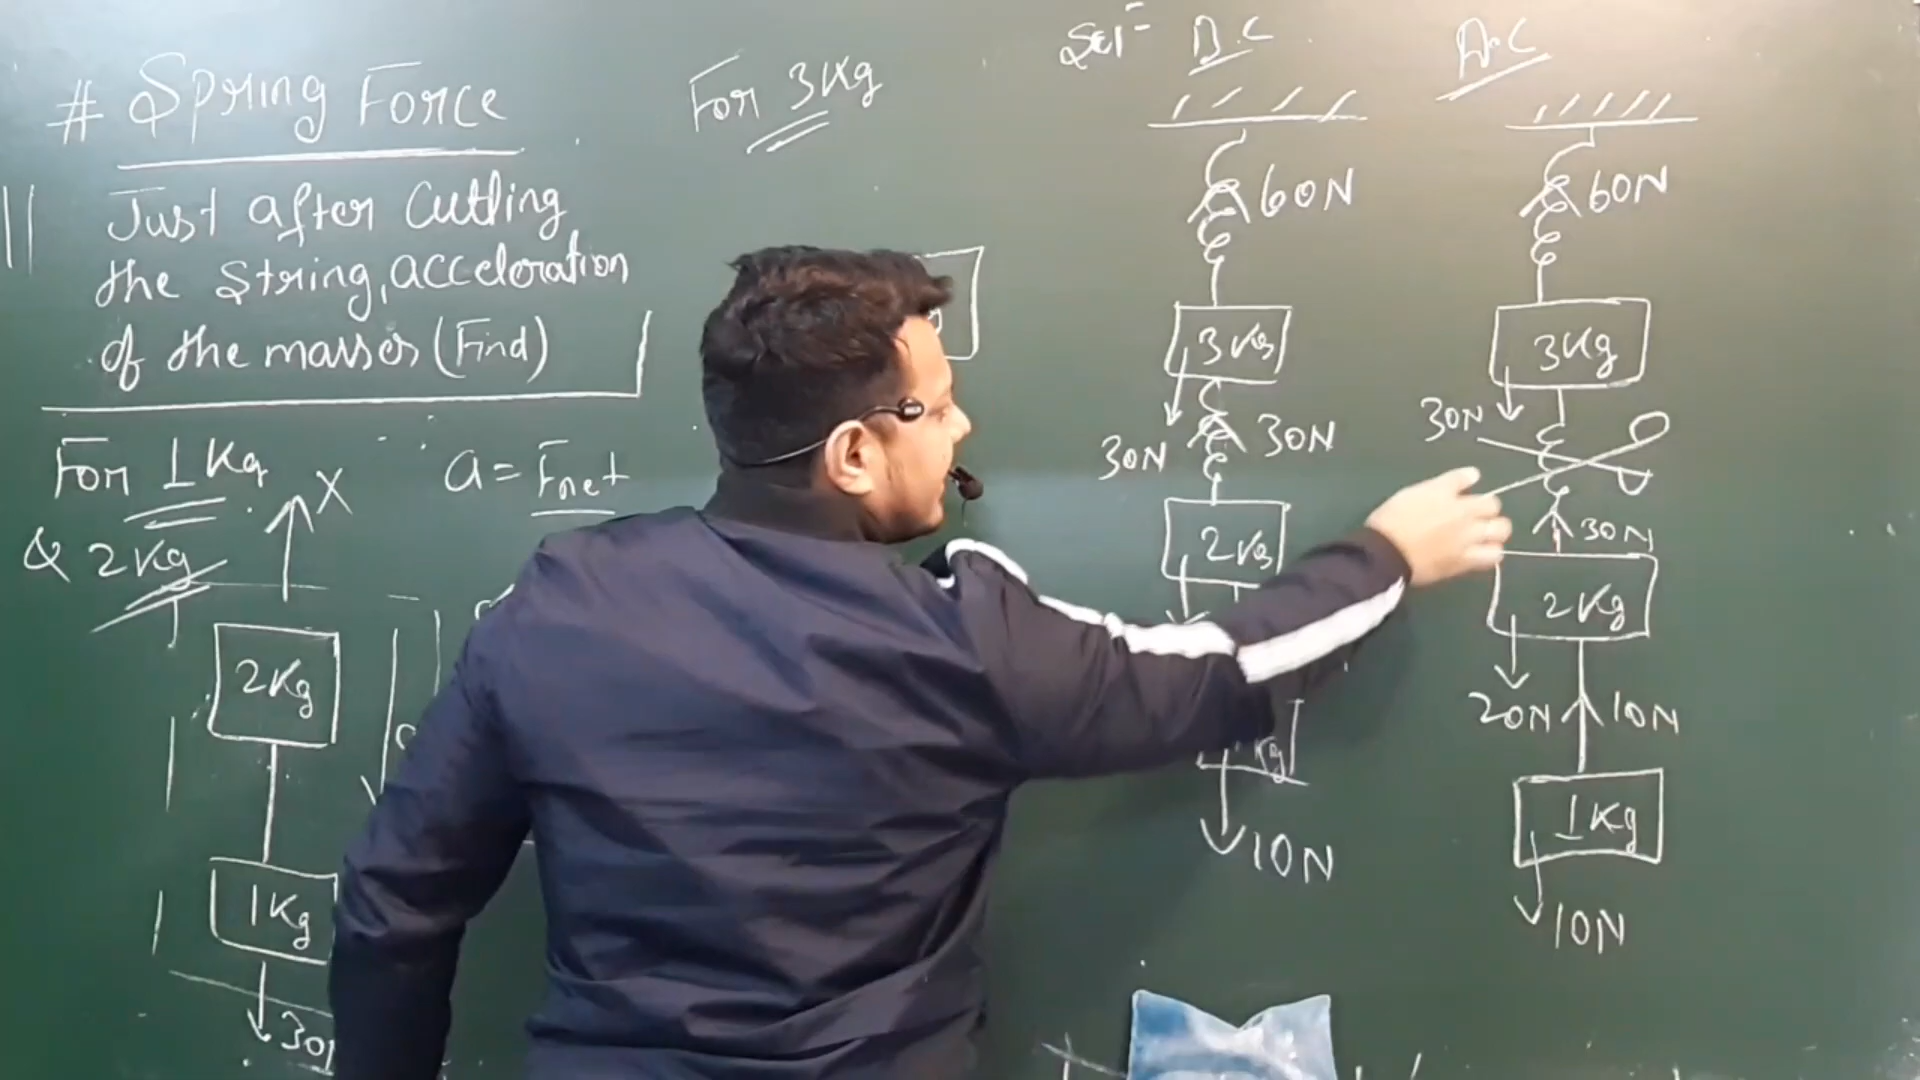 # Spring Force
Just after Cutting
the String, acceleration
of the masses (Find)
For 1Kg
& 2Kg
X
a = Fnet
2Kg
1Kg
For 3Kg
Sol:- B.C
60N
3Kg
30N
30N
2Kg
Kg
10N
A.C
60N
3Kg
30N
30N
2Kg
20N
10N
1Kg
10N